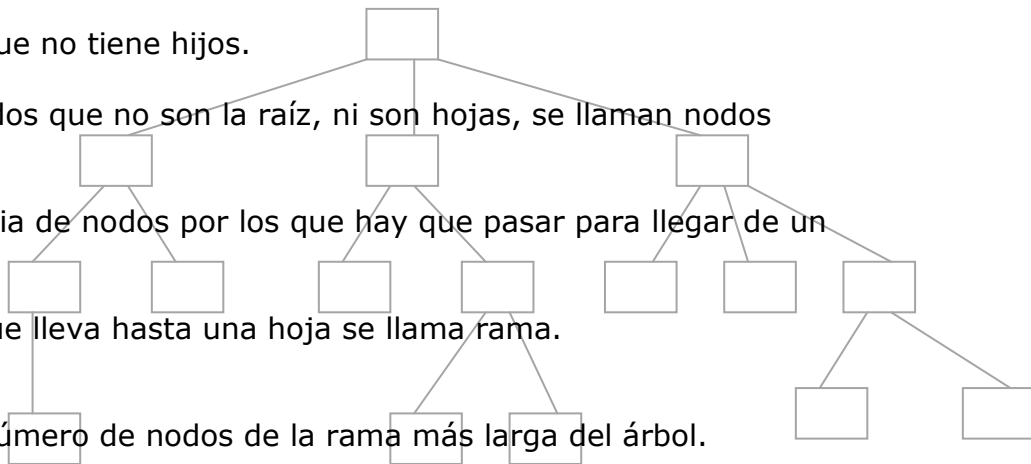 ue no tiene hijos.
los que no son la raíz, ni son hojas, se llaman nodos
ia de nodos por los que hay que pasar para llegar de un
ue lleva hasta una hoja se llama rama.
úmero de nodos de la rama más larga del árbol.